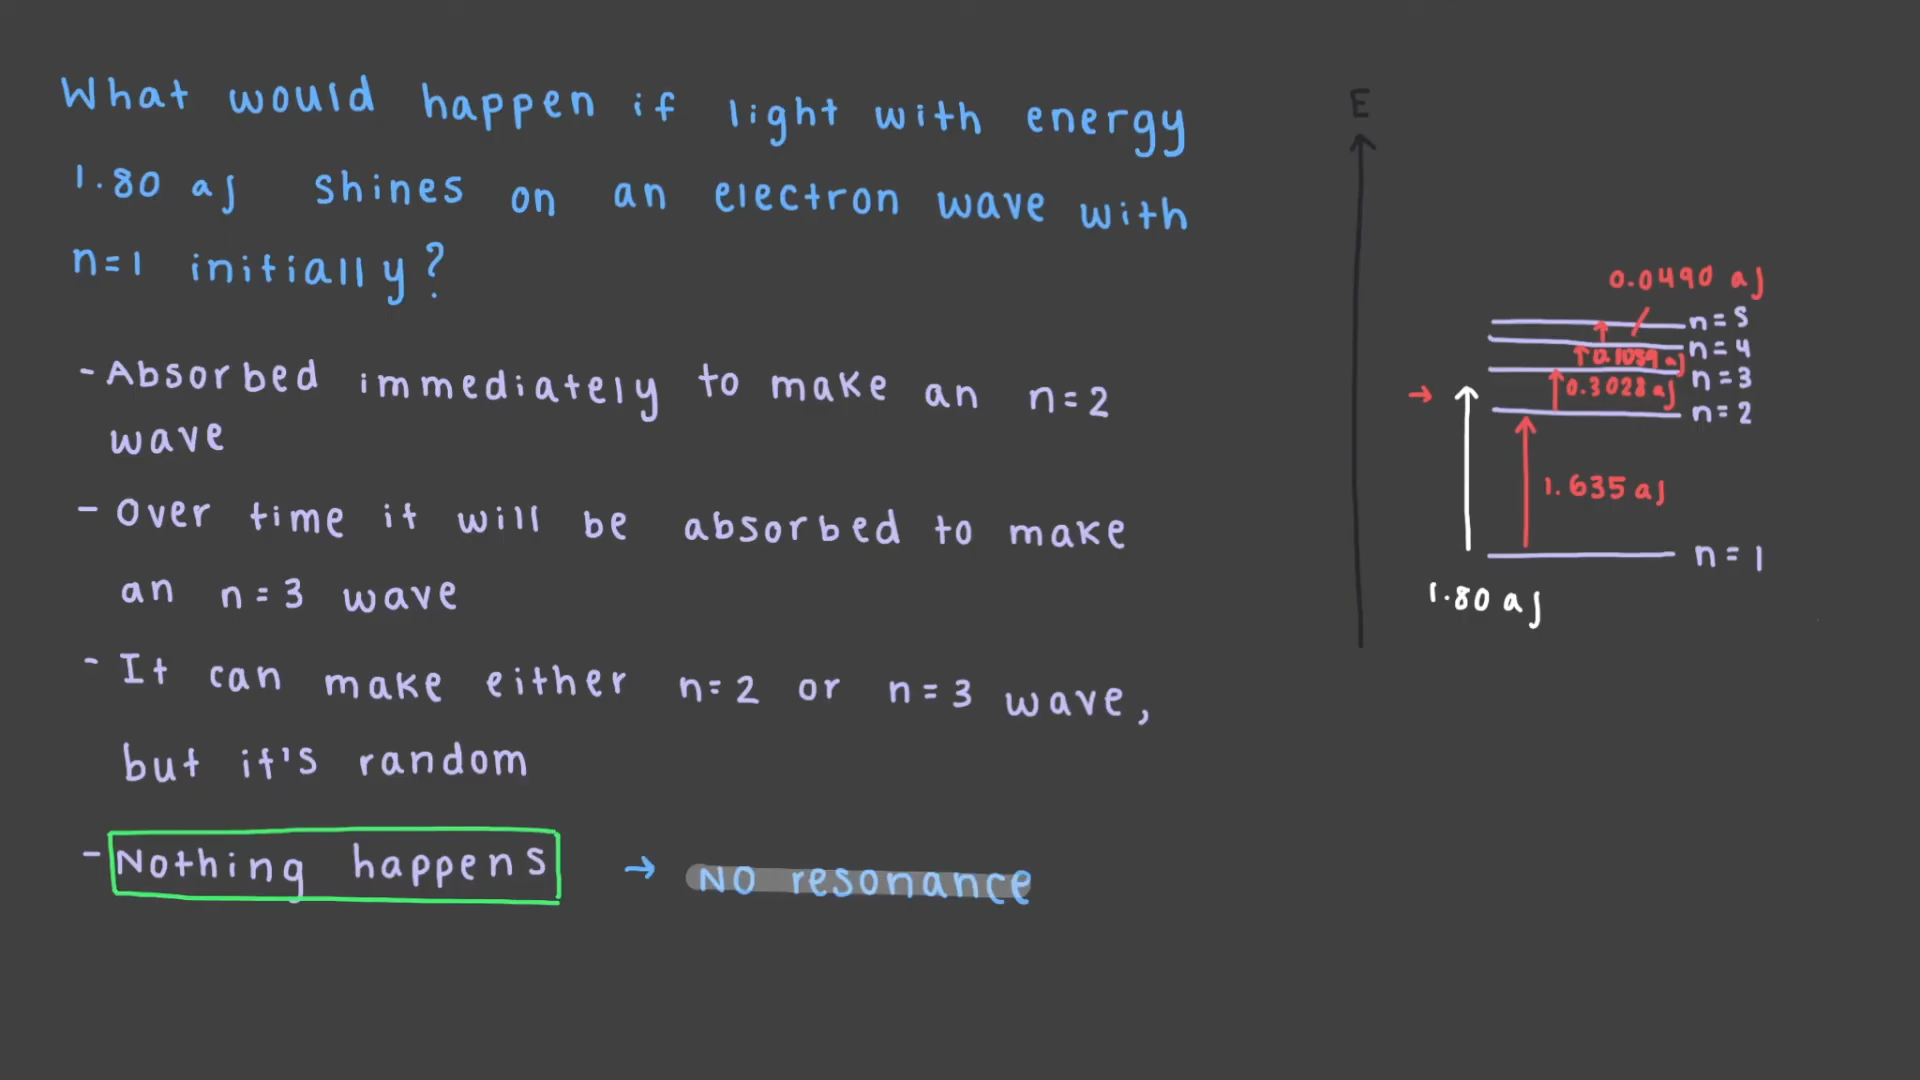 What would happen if light with energy
1.80 aJ shines on an electron wave with
n=1 initially?
- Absorbed immediately to make an n=2
wave
- Over time it will be absorbed to make
an n=3 wave
- It can make either n=2 or n=3 wave,
but it's random
- Nothing happens → No resonance
E
0.0490 aJ
n=5
n=4
0.1059 aJ
n=3
0.3028 aJ
→
n=2
1.635 aJ
n=1
1.80 aJ